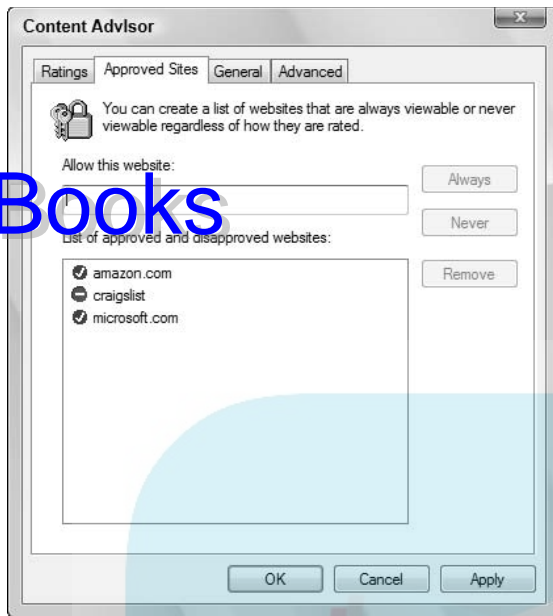 Content Advisor
Ratings
Approved Sites
General
Advanced
You can create a list of websites that are always viewable or never
viewable regardless of how they are rated.
Allow this website:
Always
Books
Never
List of approved and disapproved websites:
amazon.com
Remove
craigslist
microsoft.com
OK
Cancel
Apply